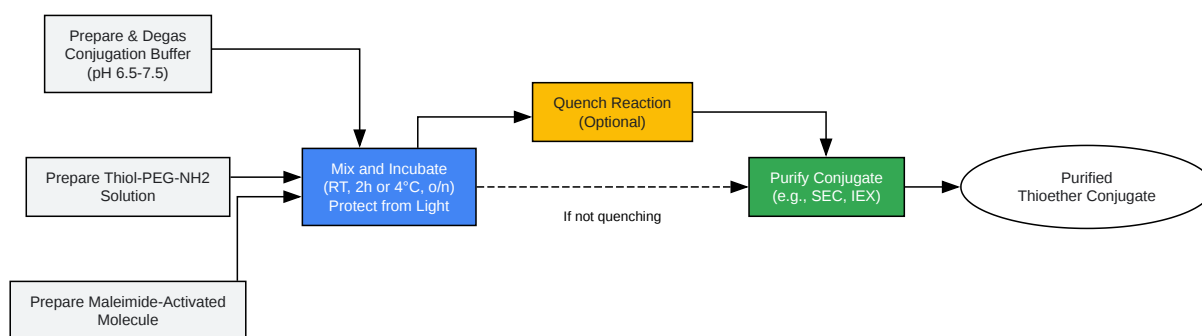 Prepare & Degas
Conjugation Buffer
(pH 6.5-7.5)
Quench Reaction
(Optional)
Prepare Thiol-PEG-NH2
Solution
Mix and Incubate
(RT, 2h or 4°C, o/n)
Protect from Light
If not quenching
Purify Conjugate
(e.g., SEC, IEX)
Purified
Thioether Conjugate
Prepare Maleimide-Activated
Molecule